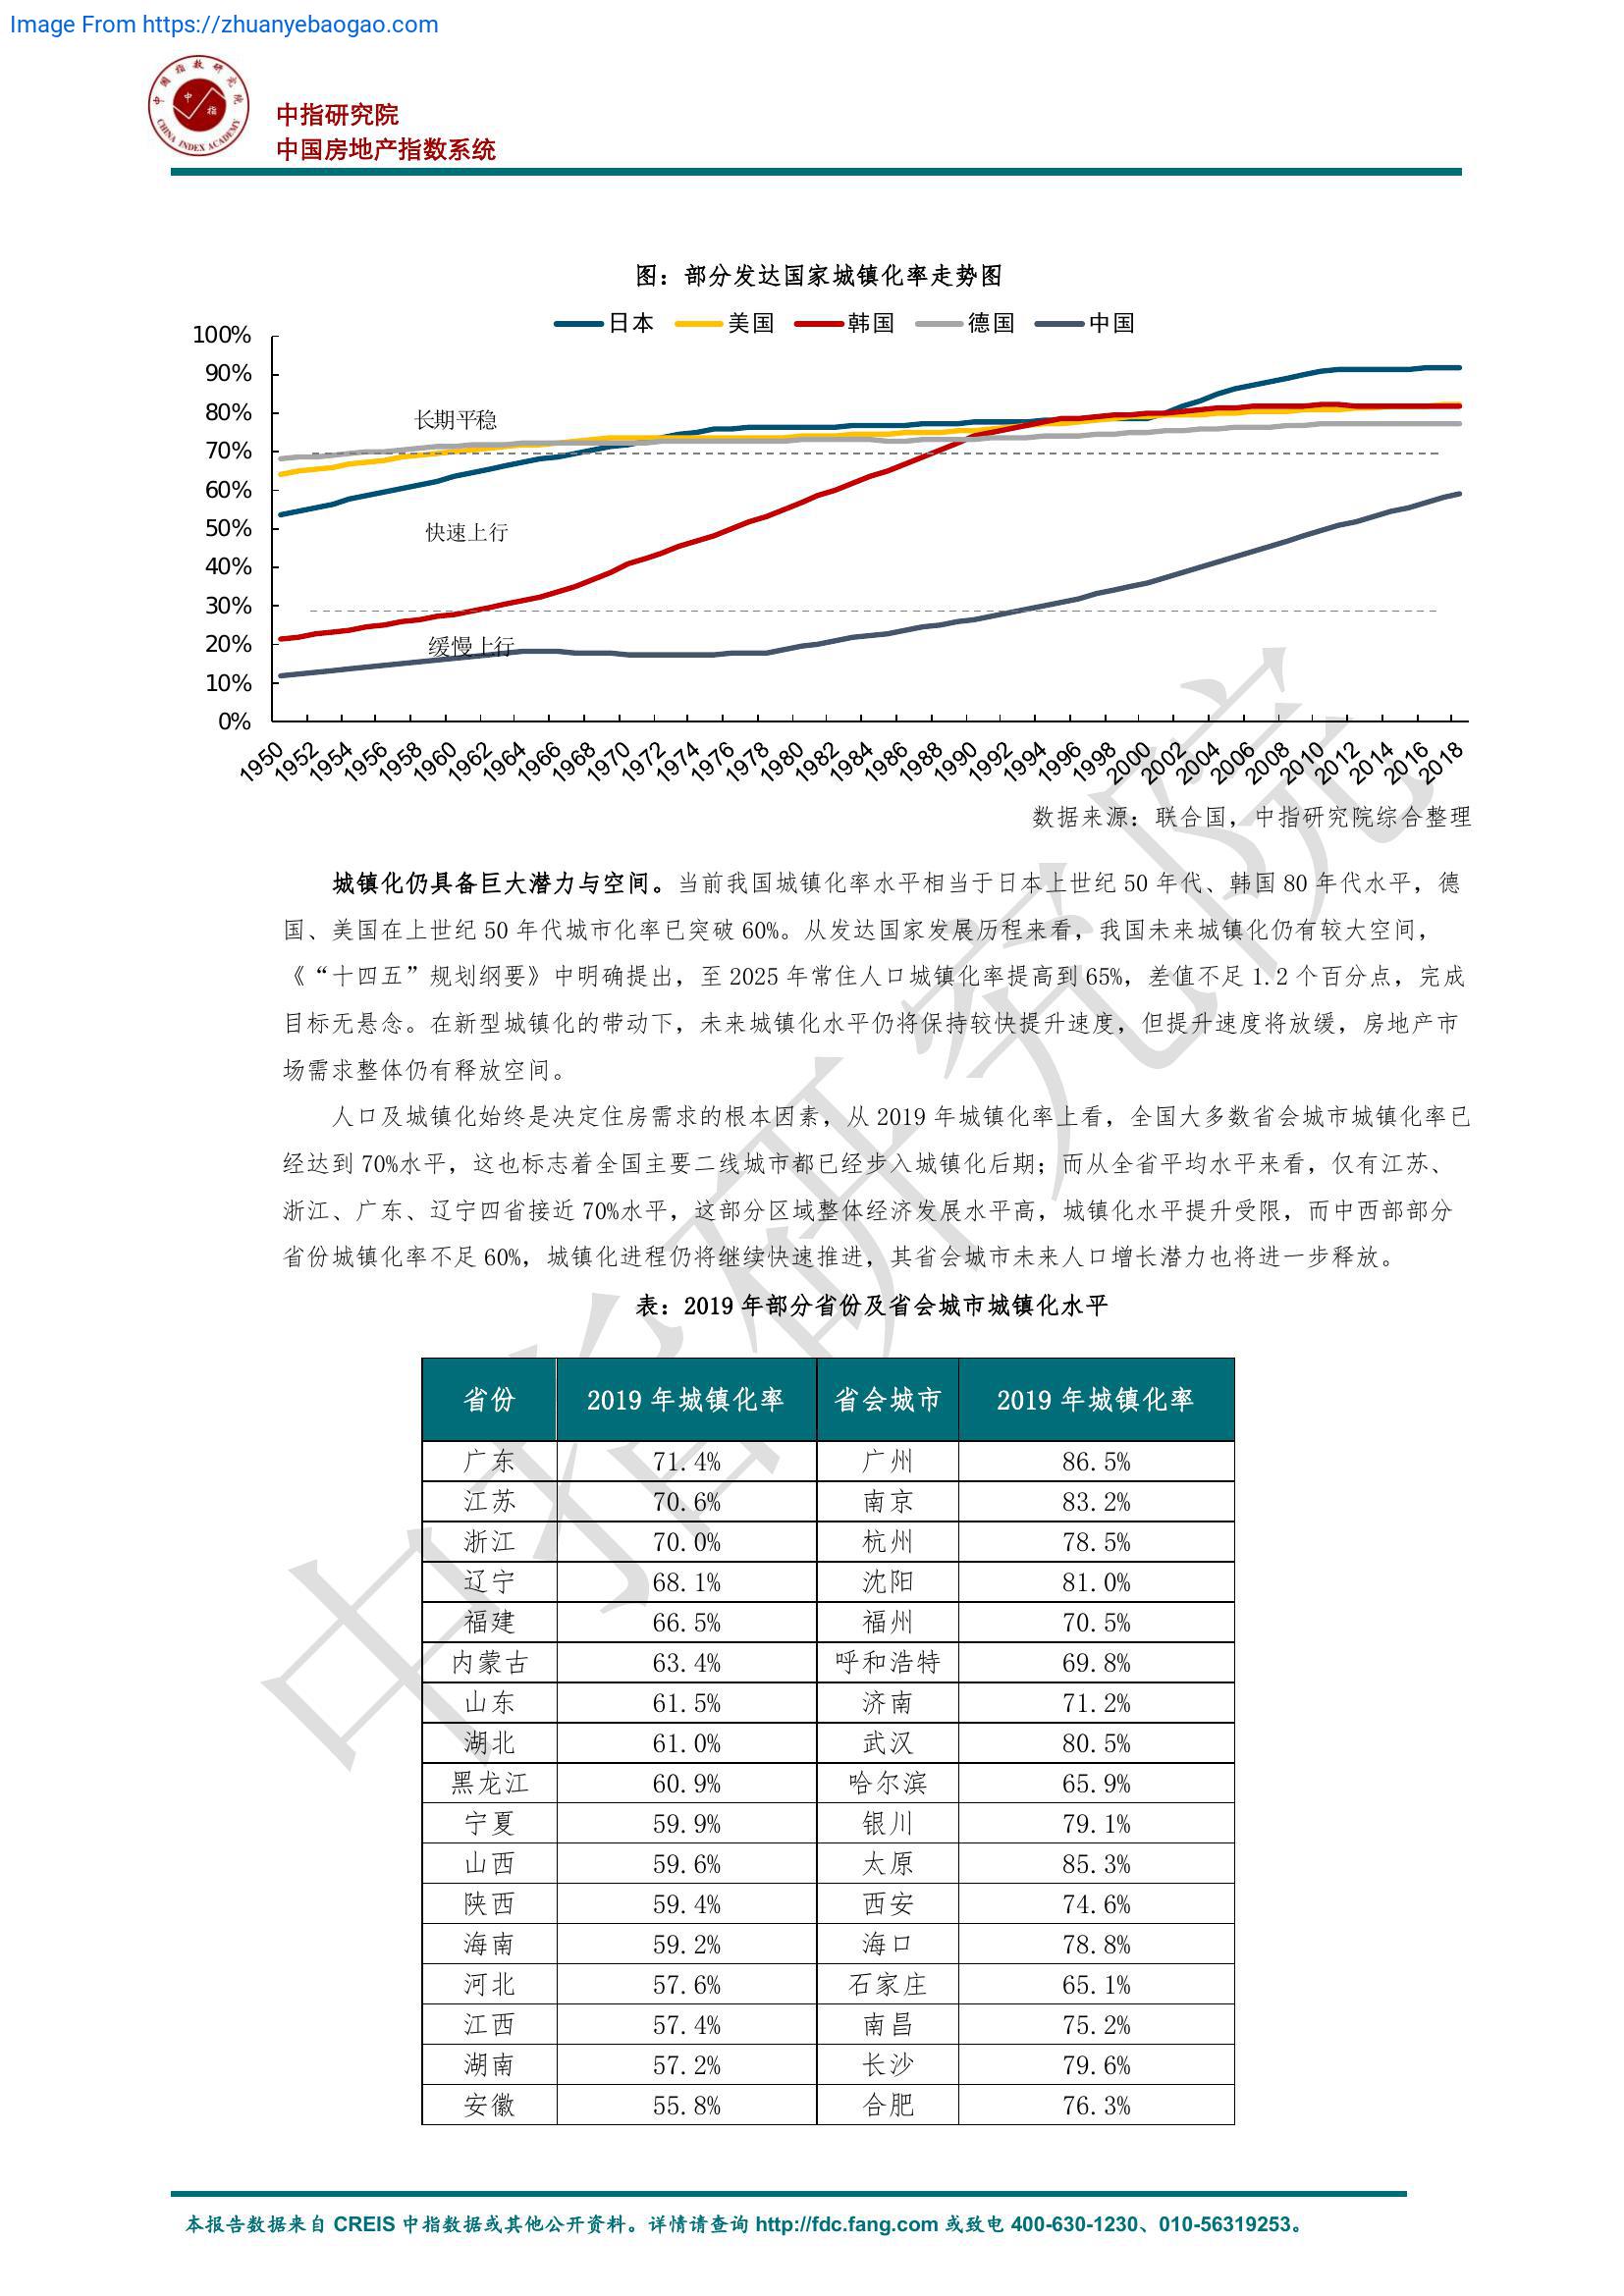 Image From https://zhuanyebaogao.com
中国指数研究院
中指
CHINA INDEX ACADEMY
中指研究院
中国房地产指数系统
图：部分发达国家城镇化率走势图
日本 美国 韩国 德国 中国
100%
90%
80%
70%
60%
50%
40%
30%
20%
10%
0%
长期平稳
快速上行
缓慢上行
1950 1952 1954 1956 1958 1960 1962 1964 1966 1968 1970 1972 1974 1976 1978 1980 1982 1984 1986 1988 1990 1992 1994 1996 1998 2000 2002 2004 2006 2008 2010 2012 2014 2016 2018
数据来源：联合国，中指研究院综合整理
城镇化仍具备巨大潜力与空间。当前我国城镇化率水平相当于日本上世纪 50 年代、韩国 80 年代水平，德
国、美国在上世纪 50 年代城市化率已突破 60%。从发达国家发展历程来看，我国未来城镇化仍有较大空间，
《“十四五”规划纲要》中明确提出，至 2025 年常住人口城镇化率提高到 65%，差值不足 1.2 个百分点，完成
目标无悬念。在新型城镇化的带动下，未来城镇化水平仍将保持较快提升速度，但提升速度将放缓，房地产市
场需求整体仍有释放空间。
人口及城镇化始终是决定住房需求的根本因素，从 2019 年城镇化率上看，全国大多数省会城市城镇化率已
经达到 70%水平，这也标志着全国主要二线城市都已经步入城镇化后期；而从全省平均水平来看，仅有江苏、
浙江、广东、辽宁四省接近 70%水平，这部分区域整体经济发展水平高，城镇化水平提升受限，而中西部部分
省份城镇化率不足 60%，城镇化进程仍将继续快速推进，其省会城市未来人口增长潜力也将进一步释放。
表：2019 年部分省份及省会城市城镇化水平
省份 2019 年城镇化率 省会城市 2019 年城镇化率
广东 71.4% 广州 86.5%
江苏 70.6% 南京 83.2%
浙江 70.0% 杭州 78.5%
辽宁 68.1% 沈阳 81.0%
福建 66.5% 福州 70.5%
内蒙古 63.4% 呼和浩特 69.8%
山东 61.5% 济南 71.2%
湖北 61.0% 武汉 80.5%
黑龙江 60.9% 哈尔滨 65.9%
宁夏 59.9% 银川 79.1%
山西 59.6% 太原 85.3%
陕西 59.4% 西安 74.6%
海南 59.2% 海口 78.8%
河北 57.6% 石家庄 65.1%
江西 57.4% 南昌 75.2%
湖南 57.2% 长沙 79.6%
安徽 55.8% 合肥 76.3%
中指研究院
本报告数据来自 CREIS 中指数据或其他公开资料。详情请查询 http://fdc.fang.com 或致电 400-630-1230、010-56319253。